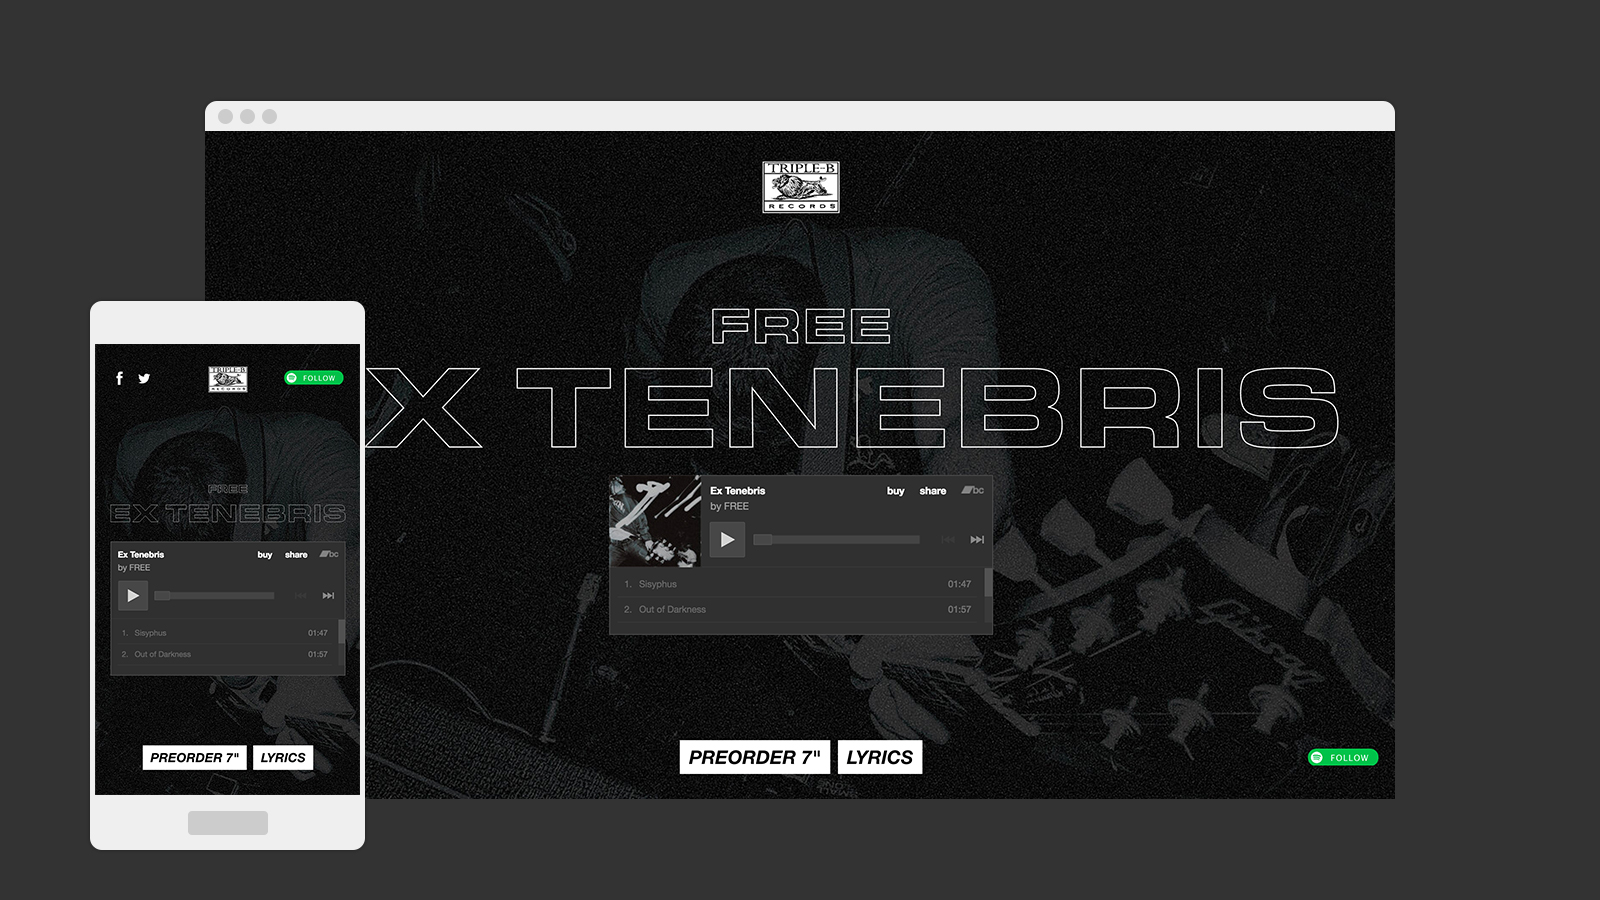 TRIPLE-B
RECORDS
FREE
EX TENEBRIS
Ex Tenebris
buy share bc
by FREE
1. Sisyphus 01:47
2. Out of Darkness 01:57
Gibson
PREORDER 7" LYRICS
FOLLOW
TRIPLE-B
RECORDS
FOLLOW
FREE
EX TENEBRIS
Ex Tenebris
buy share bc
by FREE
1. Sisyphus 01:47
2. Out of Darkness 01:57
PREORDER 7" LYRICS